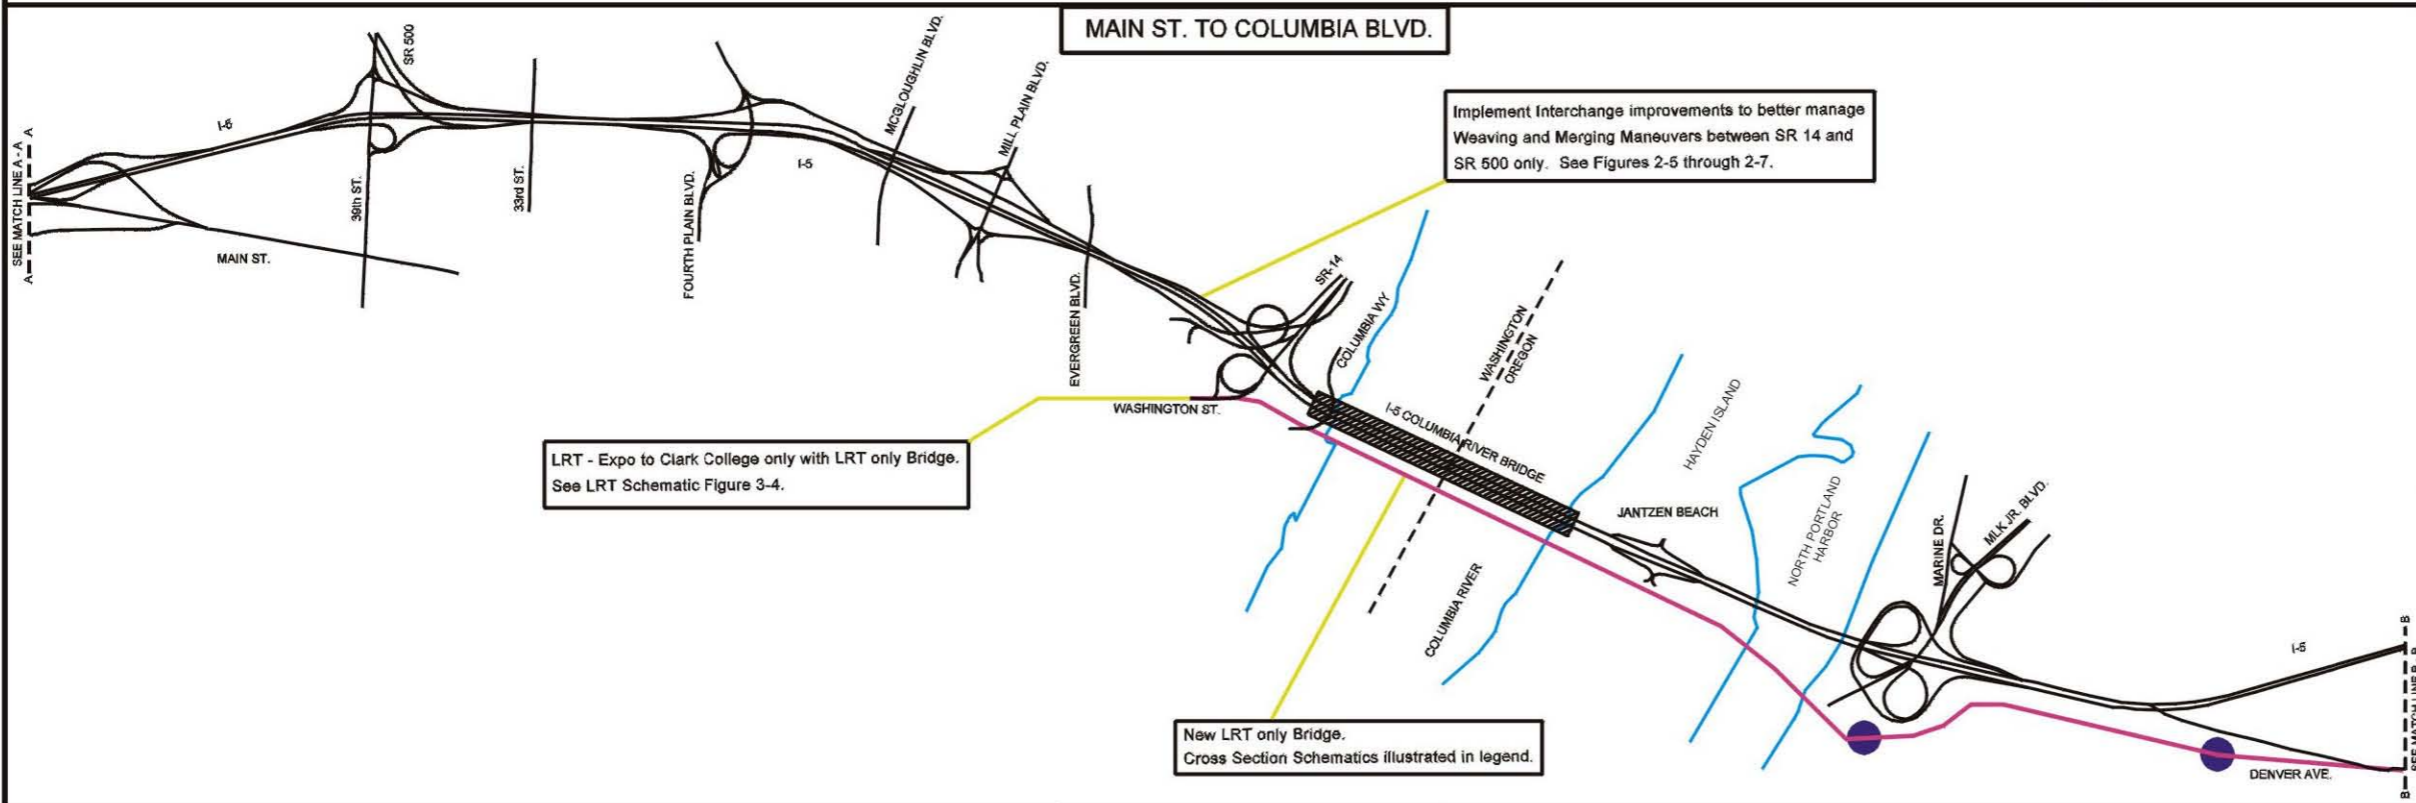 MAIN ST. TO COLUMBIA BLVD.
SR 500
MCGLOUGHLIN BLVD.
MILL PLAIN BLVD.
Implement Interchange improvements to better manage
Weaving and Merging Maneuvers between SR 14 and
SR 500 only. See Figures 2-5 through 2-7.
SEE MATCH LINE A - A
A
A
I-5
39th ST.
33rd ST.
FOURTH PLAIN BLVD.
I-5
MAIN ST.
EVERGREEN BLVD.
SR-14
COLUMBIA WY
WASHINGTON
OREGON
WASHINGTON ST.
I-5 COLUMBIA RIVER BRIDGE
HAYDEN ISLAND
LRT - Expo to Clark College only with LRT only Bridge.
See LRT Schematic Figure 3-4.
JANTZEN BEACH
NORTH PORTLAND
HARBOR
MARINE DR.
MLK JR. BLVD.
COLUMBIA RIVER
I-5
New LRT only Bridge.
Cross Section Schematics illustrated in legend.
DENVER AVE.
B
SEE MATCH LINE B - B
B